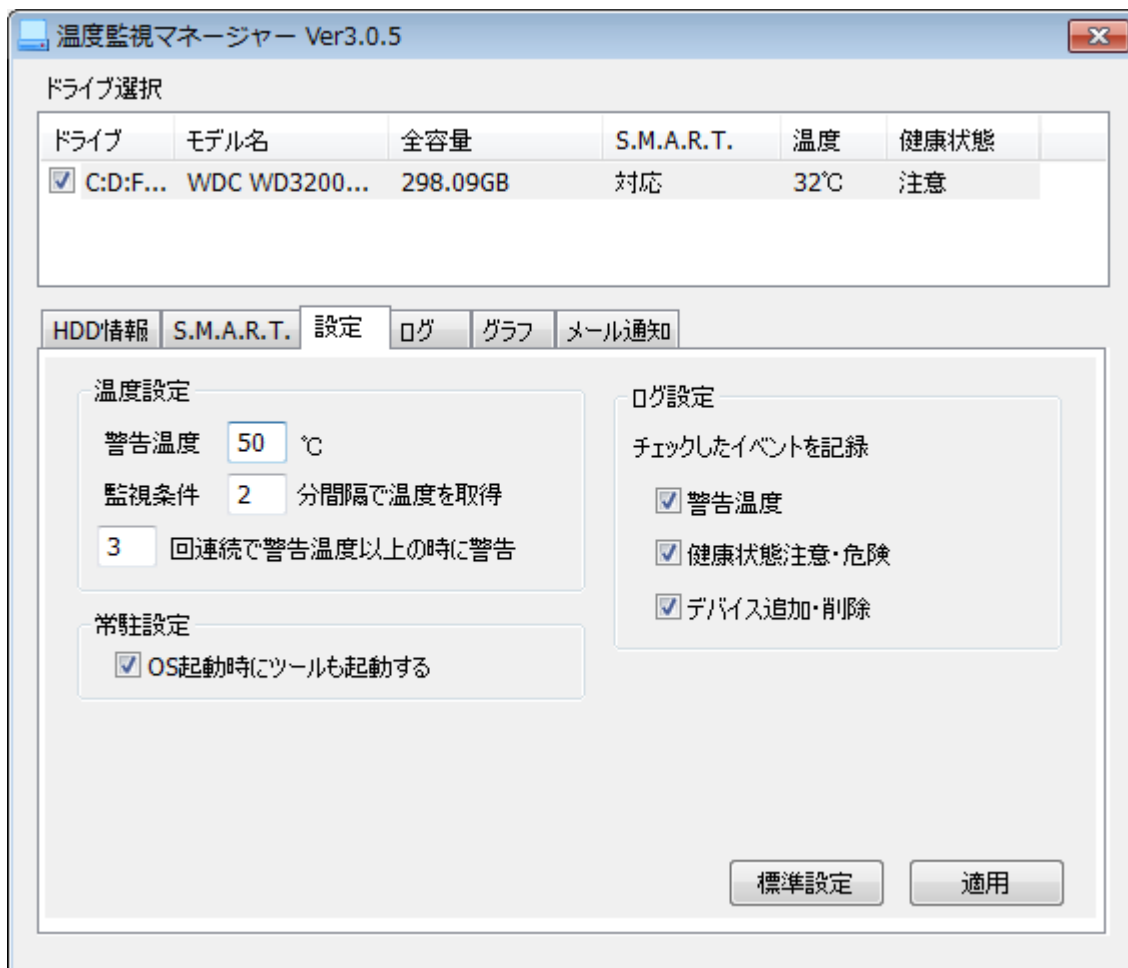 温度監視マネージャー Ver3.0.5
ドライブ選択
ドライブ モデル名 全容量 S.M.A.R.T. 温度 健康状態
C:D:F... WDC WD3200... 298.09GB 対応 32℃ 注意
HDD情報 S.M.A.R.T. 設定 ログ グラフ メール通知
温度設定
警告温度 50 ℃
監視条件 2 分間隔で温度を取得
3 回連続で警告温度以上の時に警告
常駐設定
OS起動時にツールも起動する
ログ設定
チェックしたイベントを記録
警告温度
健康状態注意・危険
デバイス追加・削除
標準設定 適用